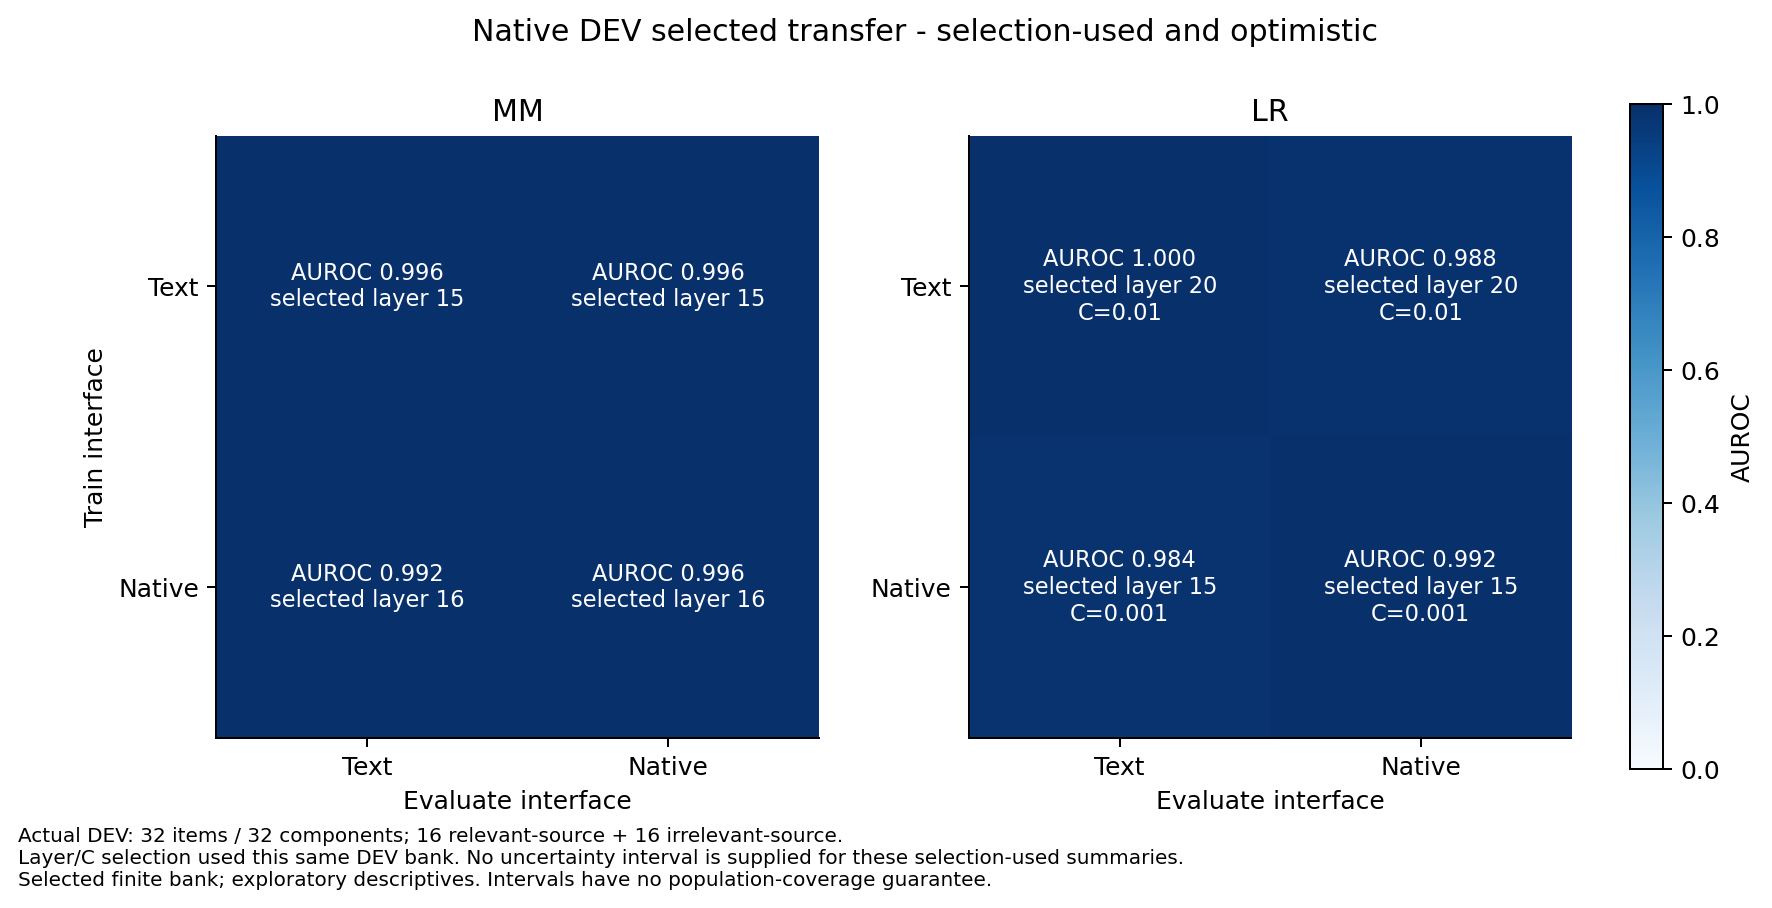 Native DEV selected transfer - selection-used and optimistic
MM
Text
Native
Train interface
AUROC 0.996
selected layer 15
AUROC 0.996
selected layer 15
AUROC 0.992
selected layer 16
AUROC 0.996
selected layer 16
Text
Native
Evaluate interface
LR
Text
Native
AUROC 1.000
selected layer 20
C=0.01
AUROC 0.988
selected layer 20
C=0.01
AUROC 0.984
selected layer 15
C=0.001
AUROC 0.992
selected layer 15
C=0.001
Text
Native
Evaluate interface
1.0
0.8
0.6
0.4
0.2
0.0
AUROC
Actual DEV: 32 items / 32 components; 16 relevant-source + 16 irrelevant-source.
Layer/C selection used this same DEV bank. No uncertainty interval is supplied for these selection-used summaries.
Selected finite bank; exploratory descriptives. Intervals have no population-coverage guarantee.